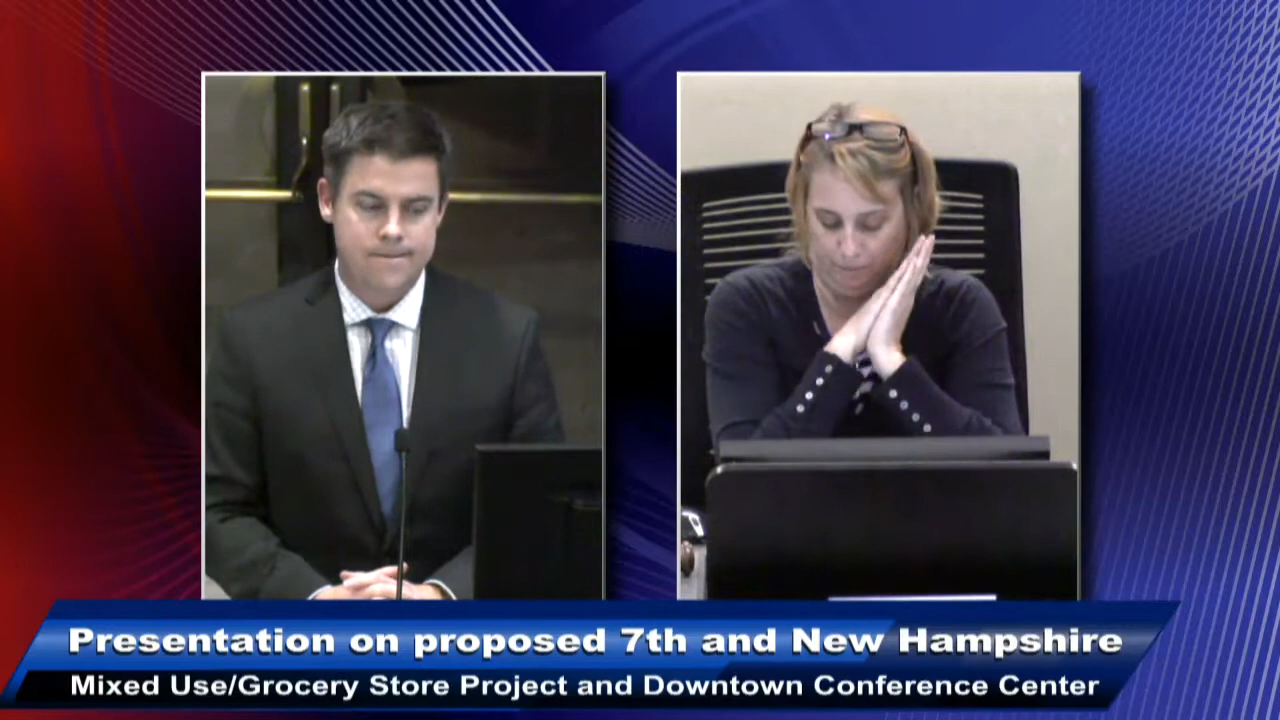 Presentation on proposed 7th and New Hampshire
Mixed Use/Grocery Store Project and Downtown Conference Center